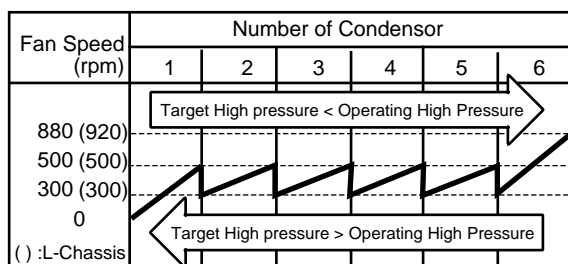 Fan Speed
(rpm)
Number of Condensor
1 2 3 4 5 6
Target High pressure < Operating High Pressure
880 (920)
500 (500)
300 (300)
0
Target High pressure > Operating High Pressure
( ) :L-Chassis